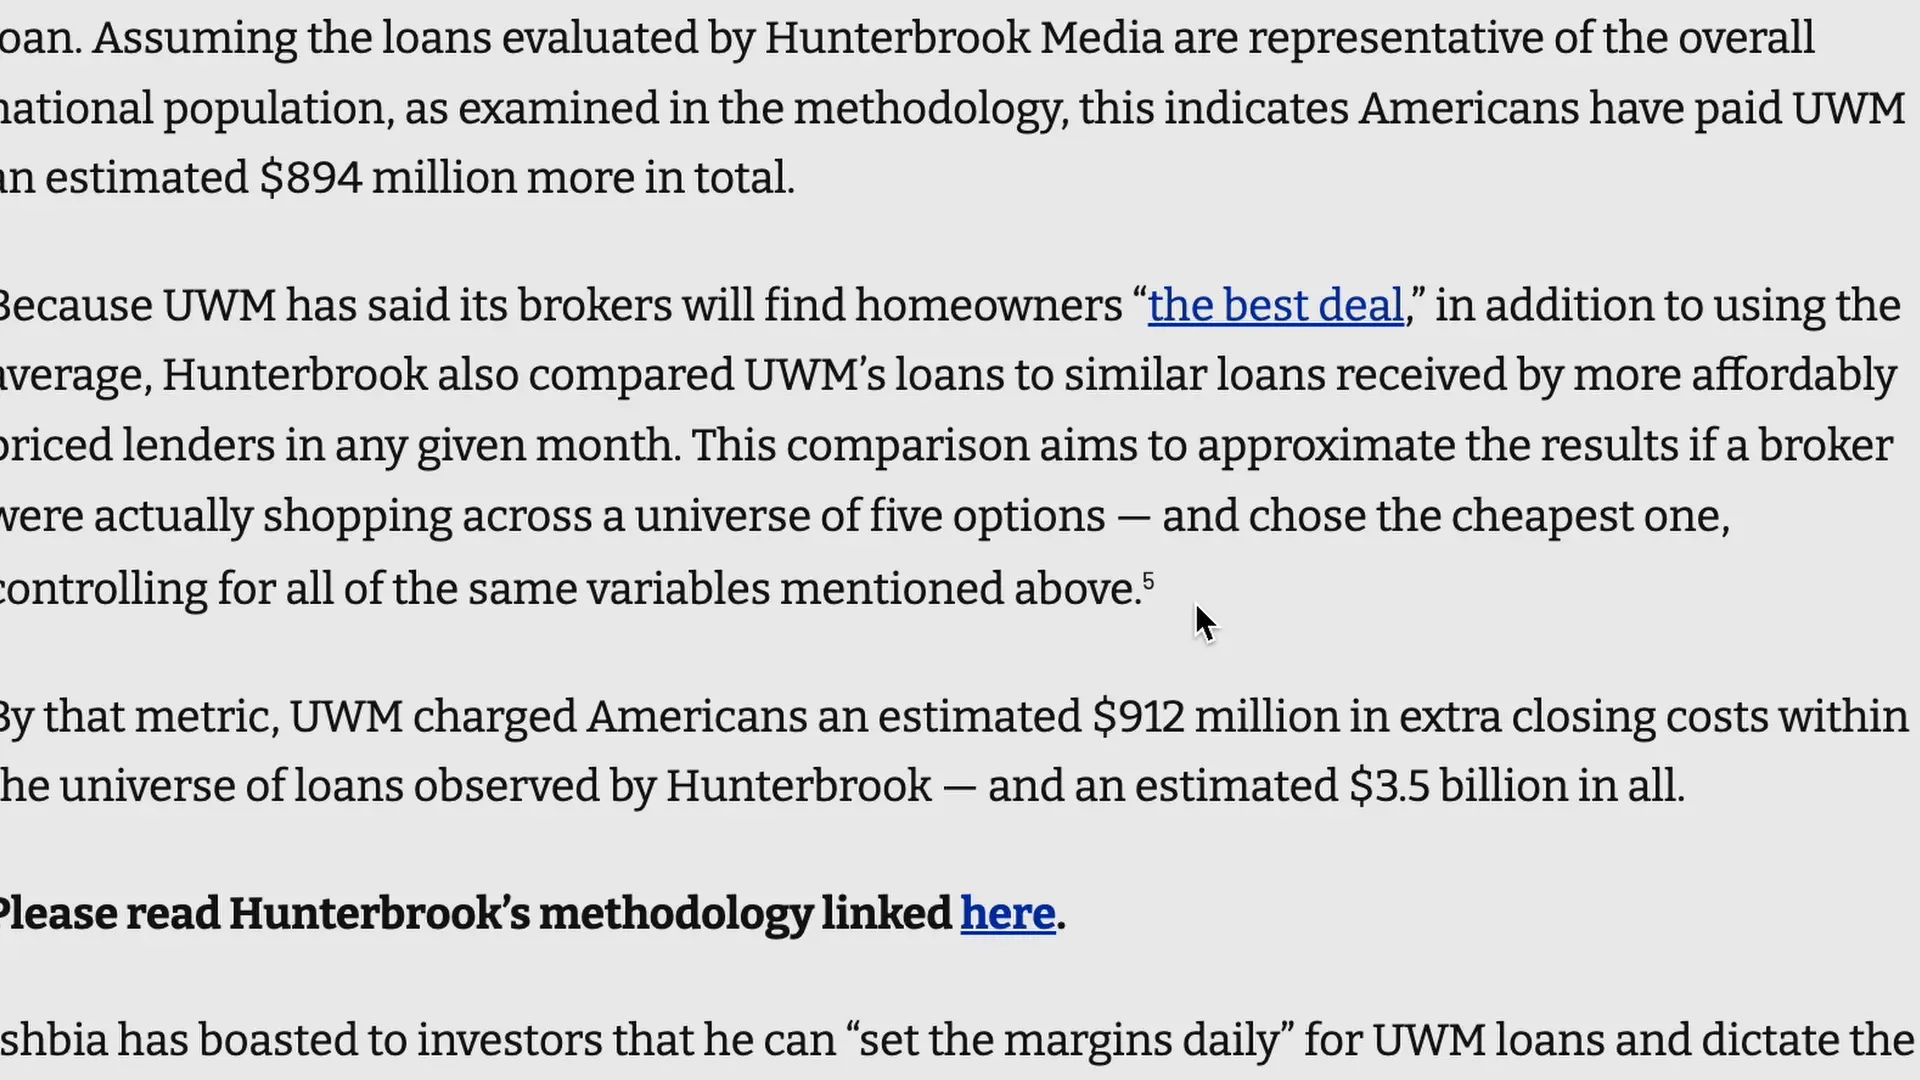 oan. Assuming the loans evaluated by Hunterbrook Media are representative of the overall
national population, as examined in the methodology, this indicates Americans have paid UWM
an estimated $894 million more in total.
Because UWM has said its brokers will find homeowners “the best deal,” in addition to using the
average, Hunterbrook also compared UWM’s loans to similar loans received by more affordably
priced lenders in any given month. This comparison aims to approximate the results if a broker
were actually shopping across a universe of five options — and chose the cheapest one,
controlling for all of the same variables mentioned above.⁵
By that metric, UWM charged Americans an estimated $912 million in extra closing costs within
the universe of loans observed by Hunterbrook — and an estimated $3.5 billion in all.
Please read Hunterbrook’s methodology linked here.
shbia has boasted to investors that he can “set the margins daily” for UWM loans and dictate the